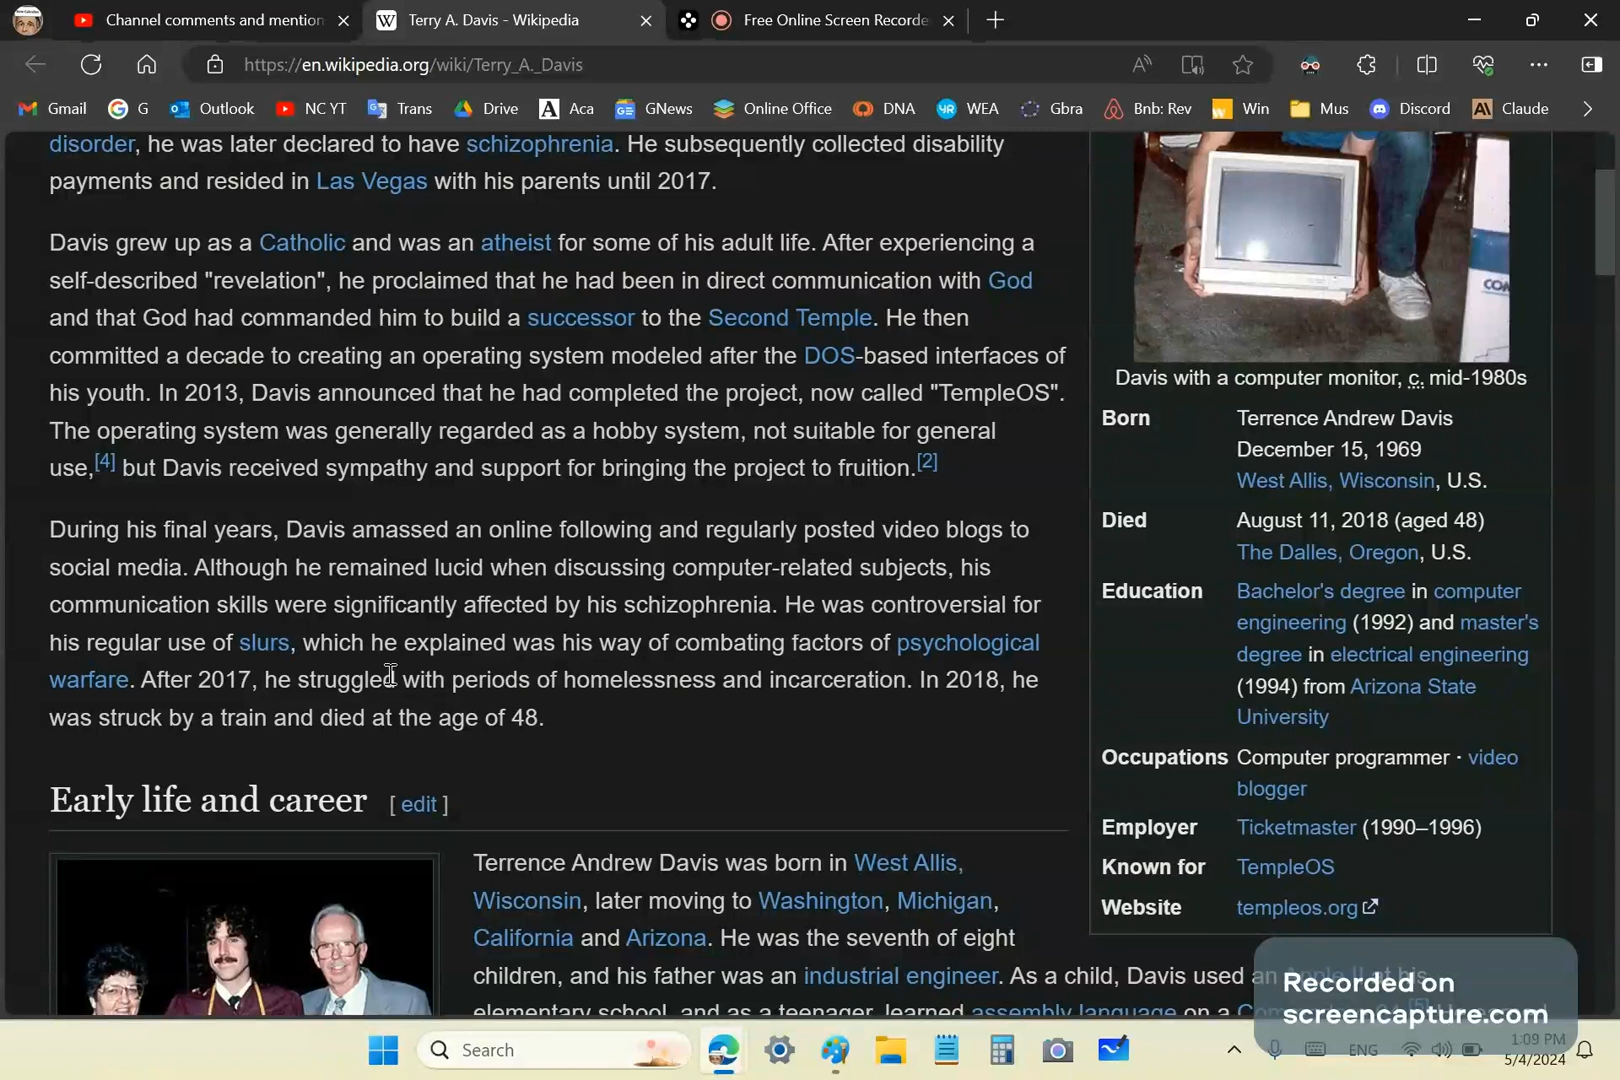 Channel comments and mention
Terry A. Davis - Wikipedia
Free Online Screen Recorde
https://en.wikipedia.org/wiki/Terry_A._Davis
Gmail G Outlook NC YT Trans Drive Aca GNews Online Office DNA WEA Gbra Bnb: Rev Win Mus Discord Claude
disorder, he was later declared to have schizophrenia. He subsequently collected disability
payments and resided in Las Vegas with his parents until 2017.
Davis grew up as a Catholic and was an atheist for some of his adult life. After experiencing a
self-described "revelation", he proclaimed that he had been in direct communication with God
and that God had commanded him to build a successor to the Second Temple. He then
committed a decade to creating an operating system modeled after the DOS-based interfaces of
his youth. In 2013, Davis announced that he had completed the project, now called "TempleOS".
The operating system was generally regarded as a hobby system, not suitable for general
use,[4] but Davis received sympathy and support for bringing the project to fruition.[2]
During his final years, Davis amassed an online following and regularly posted video blogs to
social media. Although he remained lucid when discussing computer-related subjects, his
communication skills were significantly affected by his schizophrenia. He was controversial for
his regular use of slurs, which he explained was his way of combating factors of psychological
warfare. After 2017, he struggled with periods of homelessness and incarceration. In 2018, he
was struck by a train and died at the age of 48.
Early life and career [ edit ]
Terrence Andrew Davis was born in West Allis,
Wisconsin, later moving to Washington, Michigan,
California and Arizona. He was the seventh of eight
children, and his father was an industrial engineer. As a child, Davis used an Apple II at his
elementary school, and as a teenager, learned assembly language on a
COM
Davis with a computer monitor, c. mid-1980s
Born Terrence Andrew Davis
December 15, 1969
West Allis, Wisconsin, U.S.
Died August 11, 2018 (aged 48)
The Dalles, Oregon, U.S.
Education Bachelor's degree in computer
engineering (1992) and master's
degree in electrical engineering
(1994) from Arizona State
University
Occupations Computer programmer · video
blogger
Employer Ticketmaster (1990–1996)
Known for TempleOS
Website templeos.org
Recorded on
screencapture.com
Search
ENG
1:09 PM
5/4/2024